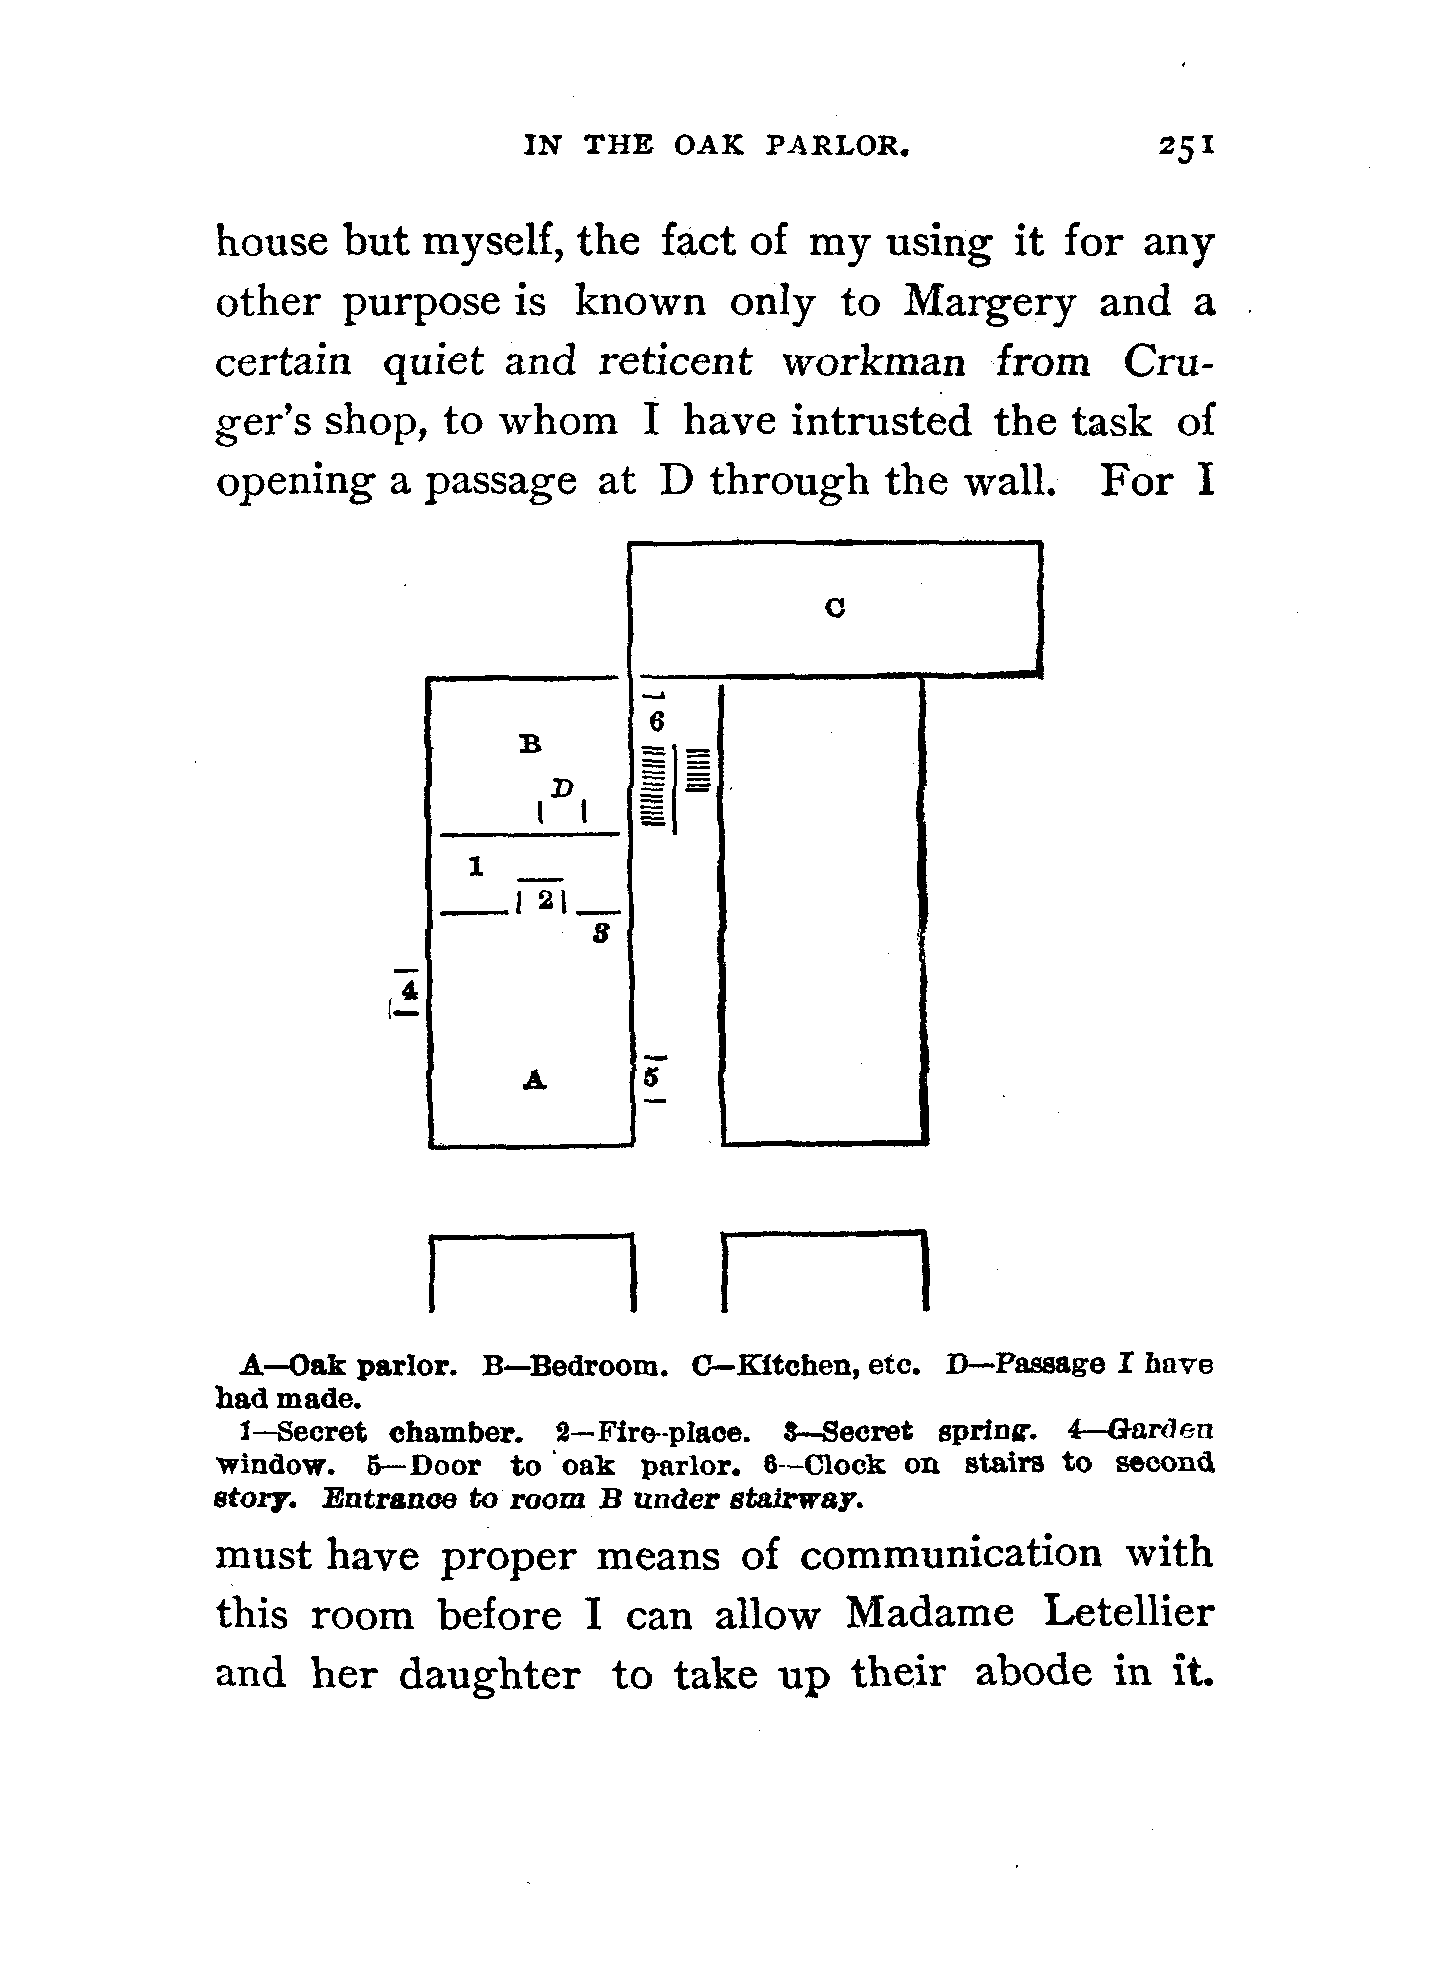 IN THE OAK PARLOR. 251
house but myself, the fact of my using it for any
other purpose is known only to Margery and a
certain quiet and reticent workman from Cru-
ger's shop, to whom I have intrusted the task of
opening a passage at D through the wall. For I
C
6
B
D
1
2
3
4
A
5
A—Oak parlor. B—Bedroom. C—Kitchen, etc. D—Passage I have
had made.
1—Secret chamber. 2—Fire-place. 3—Secret spring. 4—Garden
window. 5—Door to oak parlor. 6—Clock on stairs to second
story. Entrance to room B under stairway.
must have proper means of communication with
this room before I can allow Madame Letellier
and her daughter to take up their abode in it.